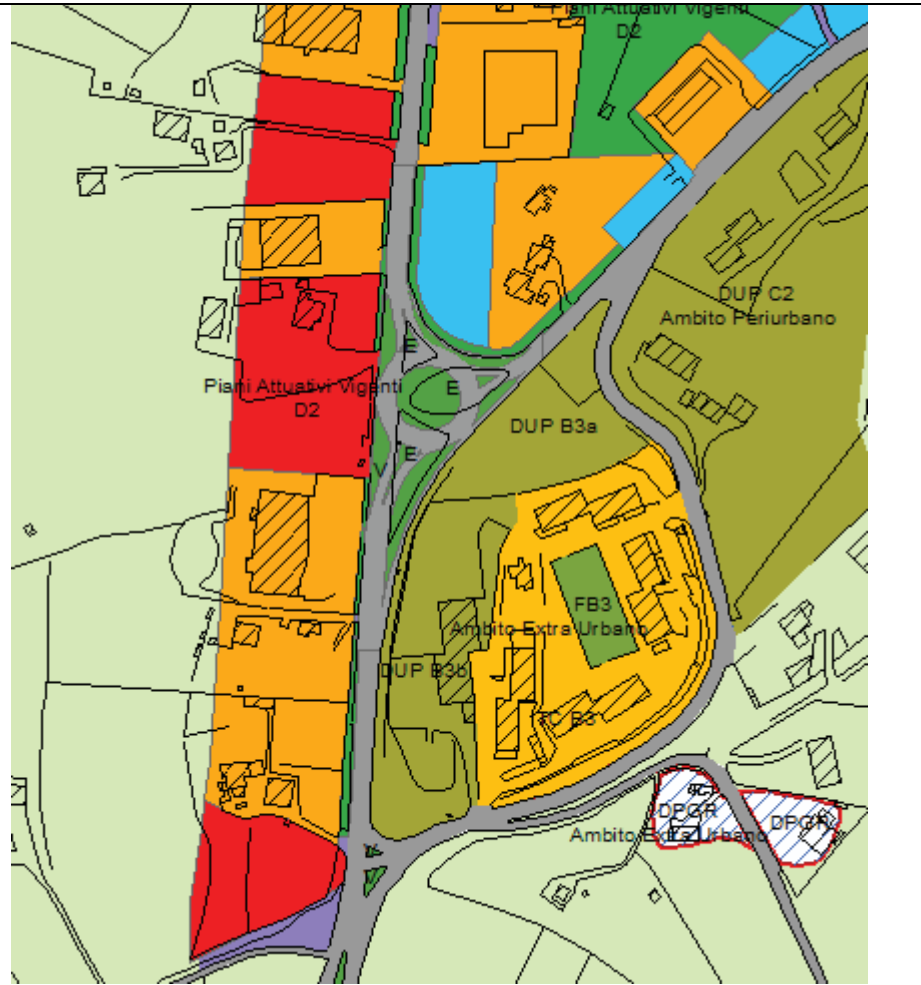 Piani Attuativi Vigenti
D2
DUP C2
Ambito Periurbano
E
Piani Attuativi Vigenti
D2
E
DUP B3a
E
V
FB3
Ambito Extra Urbano
DUP B3b
TC B3
DPGR
DPGR
Ambito Extra Urbano